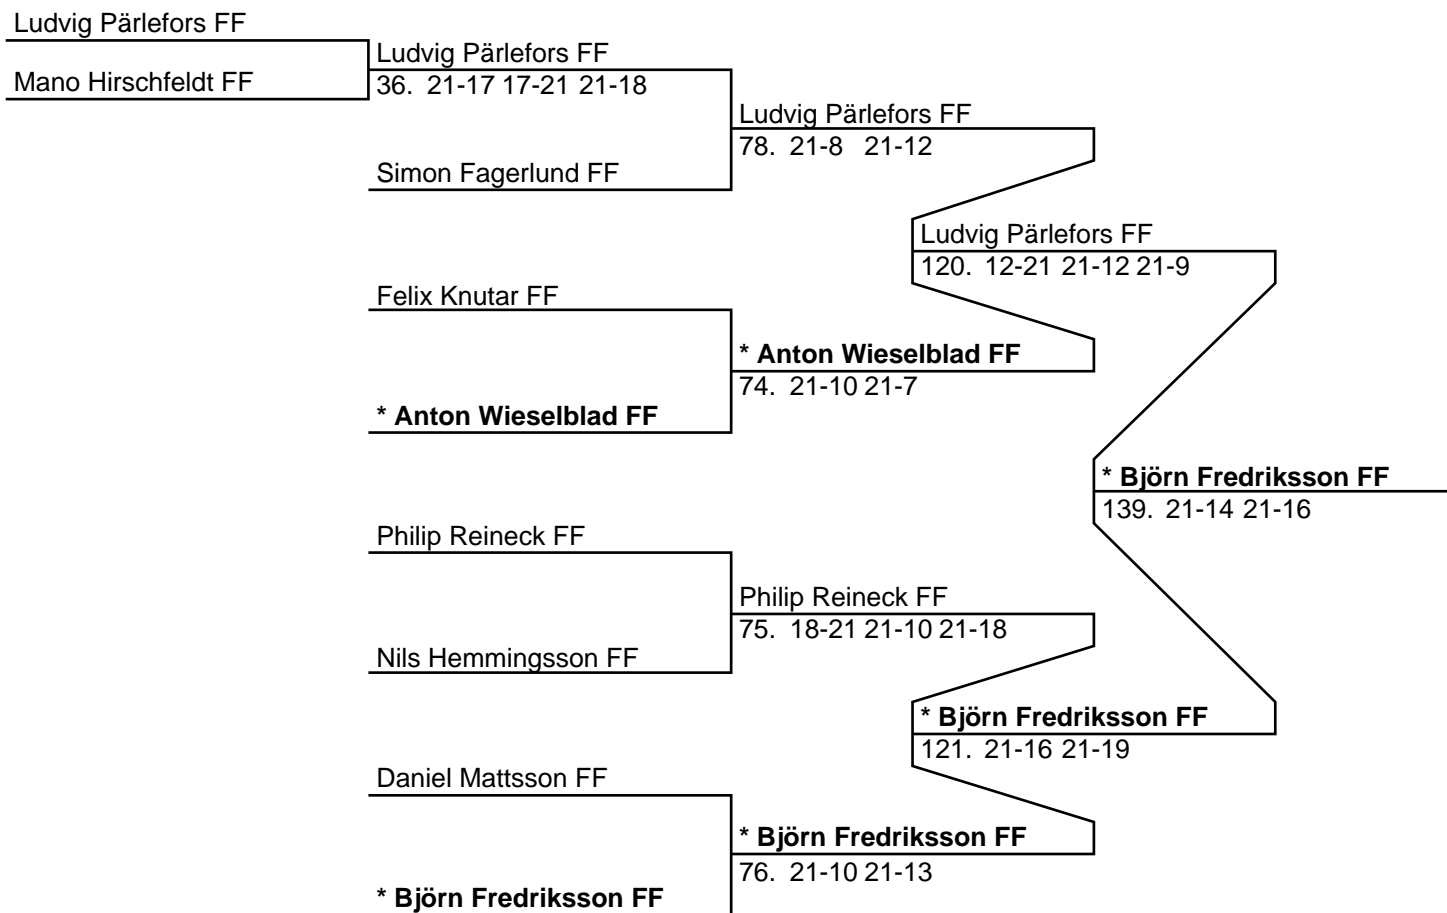 Ludvig Pärlefors FF
Mano Hirschfeldt FF
Ludvig Pärlefors FF
36. 21-17 17-21 21-18
Simon Fagerlund FF
Ludvig Pärlefors FF
78. 21-8 21-12
Felix Knutar FF
* Anton Wieselblad FF
* Anton Wieselblad FF
74. 21-10 21-7
Ludvig Pärlefors FF
120. 12-21 21-12 21-9
Philip Reineck FF
Nils Hemmingsson FF
Philip Reineck FF
75. 18-21 21-10 21-18
Daniel Mattsson FF
* Björn Fredriksson FF
* Björn Fredriksson FF
76. 21-10 21-13
* Björn Fredriksson FF
121. 21-16 21-19
* Björn Fredriksson FF
139. 21-14 21-16